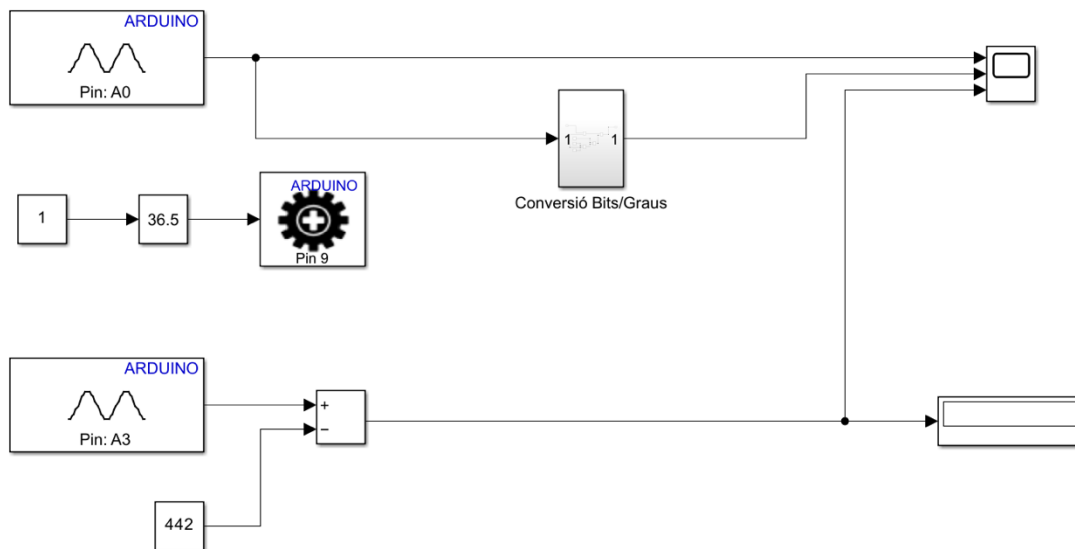 ARDUINO
Pin: A0
1 1
Conversió Bits/Graus
1
36.5
ARDUINO
Pin 9
ARDUINO
Pin: A3
+
−
442